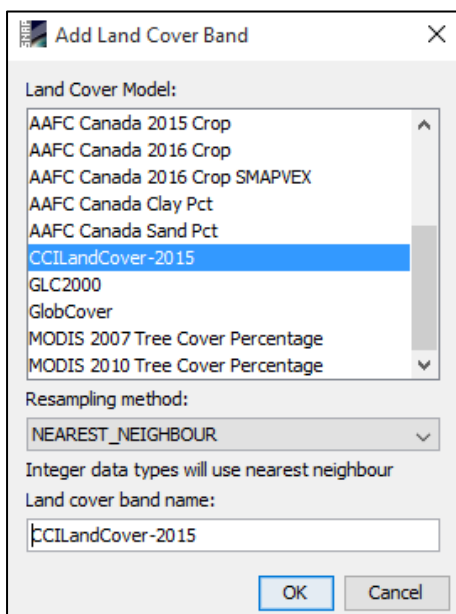 Add Land Cover Band
Land Cover Model:
AAFC Canada 2015 Crop
AAFC Canada 2016 Crop
AAFC Canada 2016 Crop SMAPVEX
AAFC Canada Clay Pct
AAFC Canada Sand Pct
CCILandCover-2015
GLC2000
GlobCover
MODIS 2007 Tree Cover Percentage
MODIS 2010 Tree Cover Percentage
Resampling method:
NEAREST_NEIGHBOUR
Integer data types will use nearest neighbour
Land cover band name:
CCILandCover-2015
OK Cancel